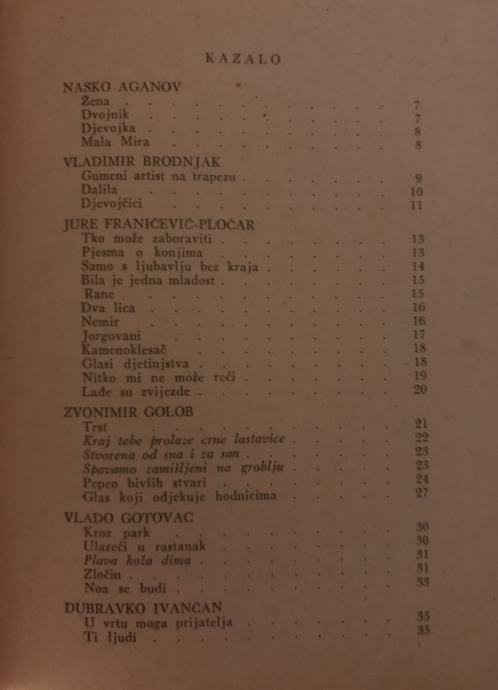 KAZALO
NASKO AGANOV
Žena . . . . . . . . . . 7
Dvojnik . . . . . . . . . 7
Djevojka . . . . . . . . . 8
Mala Mira . . . . . . . . 8
VLADIMIR BRODNJAK
Gumeni artist na trapezu . . . . . . 9
Dalila . . . . . . . . . . 10
Djevojčici . . . . . . . . . 11
JURE FRANIČEVIĆ-PLOČAR
Tko može zaboraviti . . . . . . . 13
Pjesma o konjima . . . . . . . 13
Samo s ljubavlju bez kraja . . . . . . 14
Bila je jedna mladost . . . . . . . 15
Rane . . . . . . . . . . 15
Dva lica . . . . . . . . . 16
Nemir . . . . . . . . . 16
Jorgovani . . . . . . . . 17
Kamenoklesač . . . . . . . 18
Glasi djetinjstva . . . . . . . . 18
Nitko mi ne može reći . . . . . . . 19
Lađe su zvijezde . . . . . . . . 20
ZVONIMIR GOLOB
Trst . . . . . . . . . . 21
Kraj tebe prolaze crne lastavice . . . . . 22
Stvorena od sna i za san . . . . . . 23
Spavamo zamišljeni na groblju . . . . . 23
Pepeo bivših stvari . . . . . . . 24
Glas koji odjekuje hodnicima . . . . . 27
VLADO GOTOVAC
Kroz park . . . . . . . . 30
Ulazeći u rastanak . . . . . . . 30
Plava koža dima . . . . . . . . 31
Zločin . . . . . . . . . . 31
Noa se budi . . . . . . . . . 33
DUBRAVKO IVANČAN
U vrtu moga prijatelja . . . . . . . 35
Ti ljudi . . . . . . . . . 35